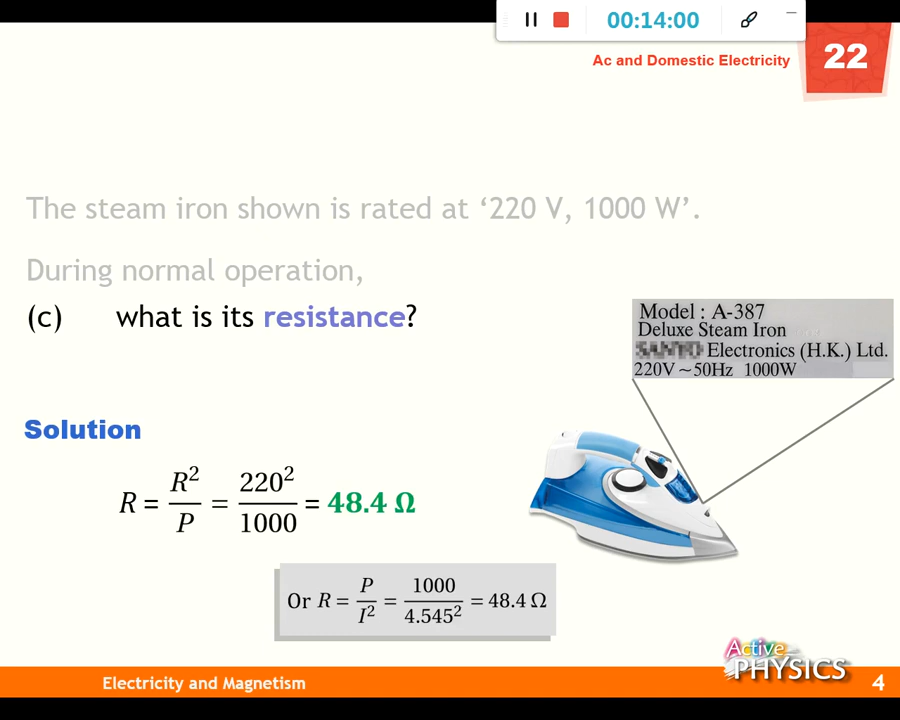 00:14:00
Ac and Domestic Electricity
22
The steam iron shown is rated at ‘220 V, 1000 W’.
During normal operation,
(c) what is its resistance?
Model : A-387
Deluxe Steam Iron
Electronics (H.K.) Ltd.
220V ~ 50Hz 1000W
Solution
R = R²/P = 220²/1000 = 48.4 Ω
Or R = P/I² = 1000/4.545² = 48.4 Ω
Active
PHYSICS
Electricity and Magnetism
4